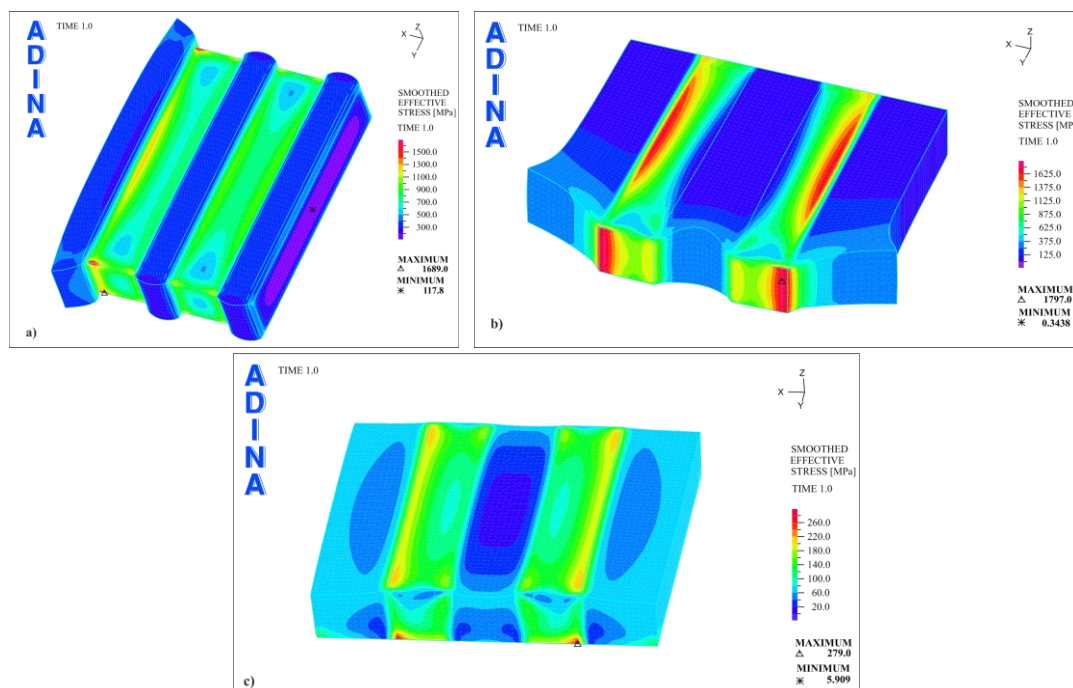 ADINA
TIME 1.0
X Z Y
SMOOTHED
EFFECTIVE
STRESS [MPa]
TIME 1.0
1500.0
1300.0
1100.0
900.0
700.0
500.0
300.0
MAXIMUM
△ 1689.0
MINIMUM
✳ 117.8
a)
ADINA
TIME 1.0
X Z Y
SMOOTHED
EFFECTIVE
STRESS [MP
TIME 1.0
1625.0
1375.0
1125.0
875.0
625.0
375.0
125.0
MAXIMUM
△ 1797.0
MINIMUM
✳ 0.3438
b)
ADINA
TIME 1.0
X Z Y
SMOOTHED
EFFECTIVE
STRESS [MPa]
TIME 1.0
260.0
220.0
180.0
140.0
100.0
60.0
20.0
MAXIMUM
△ 279.0
MINIMUM
✳ 5.909
c)